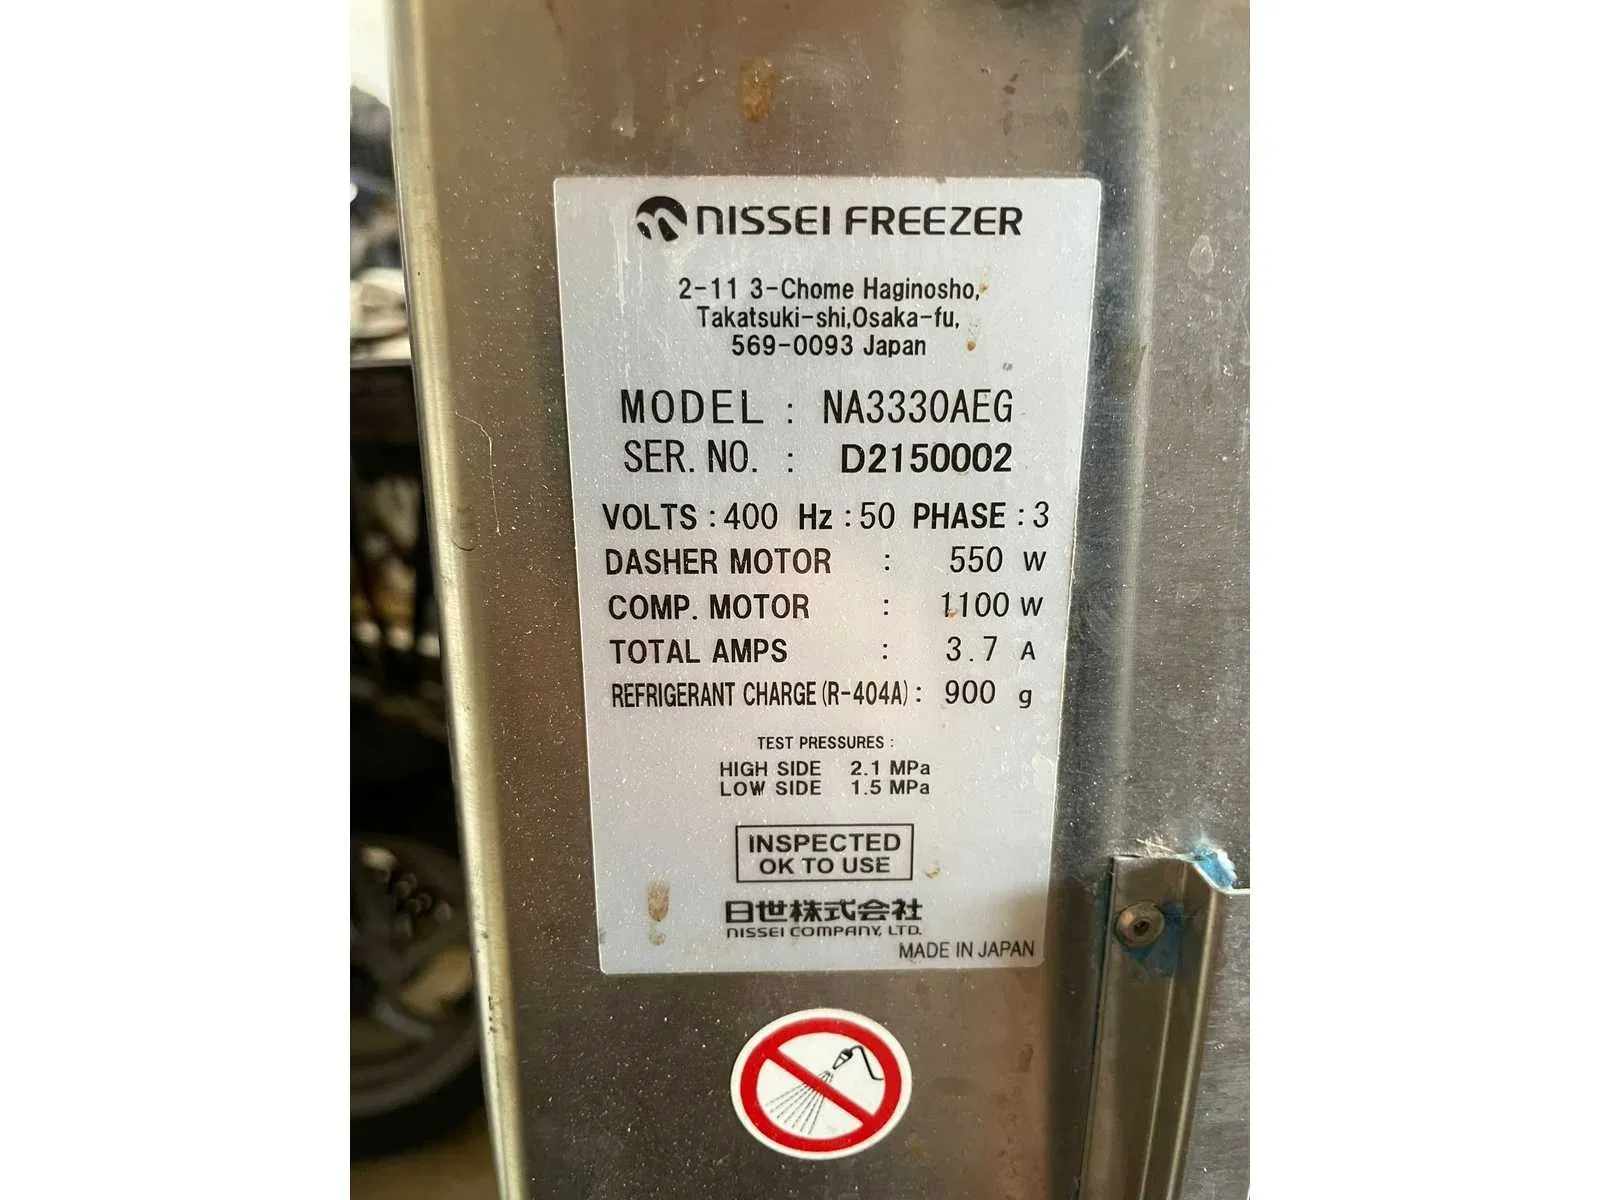 NISSEI FREEZER
2-11 3-Chome Haginosho,
Takatsuki-shi,Osaka-fu,
569-0093 Japan
MODEL : NA3330AEG
SER. NO. : D2150002
VOLTS : 400 Hz : 50 PHASE : 3
DASHER MOTOR : 550 W
COMP. MOTOR : 1100 W
TOTAL AMPS : 3.7 A
REFRIGERANT CHARGE (R-404A) : 900 g
TEST PRESSURES :
HIGH SIDE 2.1 MPa
LOW SIDE 1.5 MPa
INSPECTED
OK TO USE
日世株式会社
NISSEI COMPANY, LTD.
MADE IN JAPAN